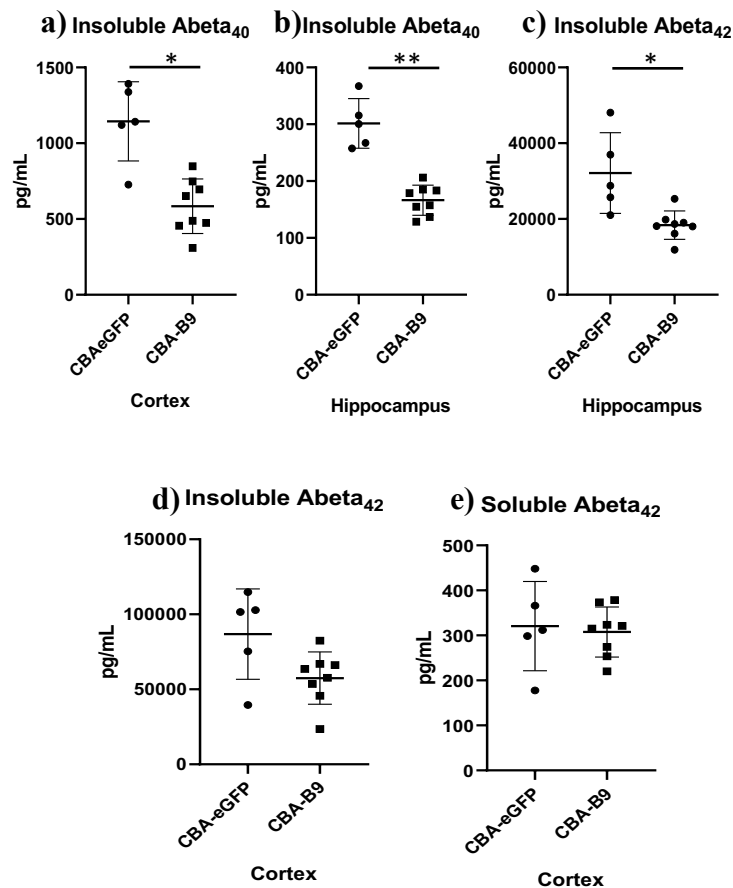 a) Insoluble Abeta40
*
1500
1000
500
0
pg/mL
CBAeGFP
CBA-B9
Cortex
b)Insoluble Abeta40
**
400
300
200
100
0
pg/mL
CBA-eGFP
CBA-B9
Hippocampus
c) Insoluble Abeta42
*
60000
40000
20000
0
pg/mL
CBA-eGFP
CBA-B9
Hippocampus
d) Insoluble Abeta42
150000
100000
50000
0
pg/mL
CBA-eGFP
CBA-B9
Cortex
e) Soluble Abeta42
500
400
300
200
100
0
pg/mL
CBA-eGFP
CBA-B9
Cortex